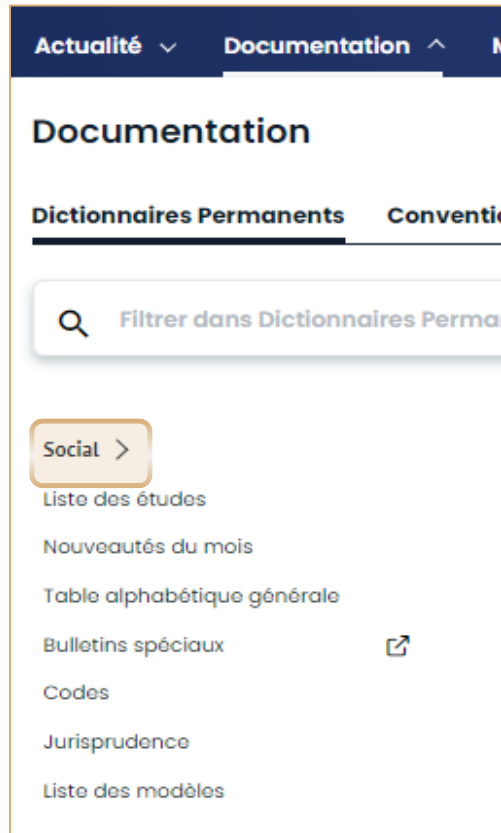 Actualité Documentation
Documentation
Dictionnaires Permanents
Filtrer dans Dictionnaires
Social
Liste des études
Nouveautés du mois
Table alphabétique générale
Bulletins spéciaux
Codes
Jurisprudence
Liste des modèles